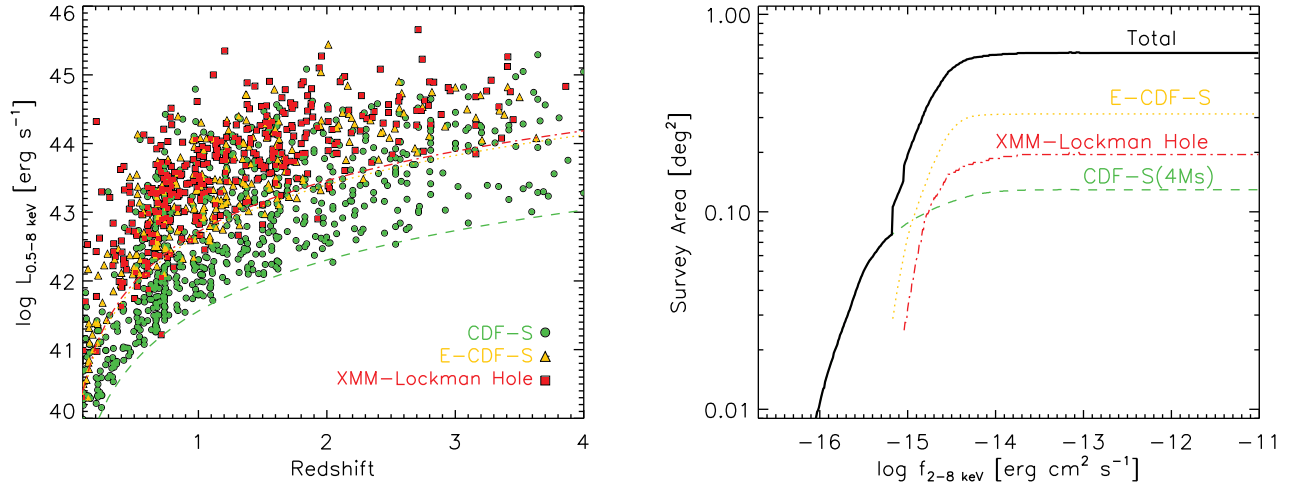 46
45
44
43
42
41
40
log L0.5−8 keV [erg s−1]
CDF−S
E−CDF−S
XMM−Lockman Hole
1
2
3
4
Redshift
1.00
0.10
0.01
Survey Area [deg2]
Total
E−CDF−S
XMM−Lockman Hole
CDF−S(4Ms)
−16
−15
−14
−13
−12
−11
log f2−8 keV [erg cm2 s−1]